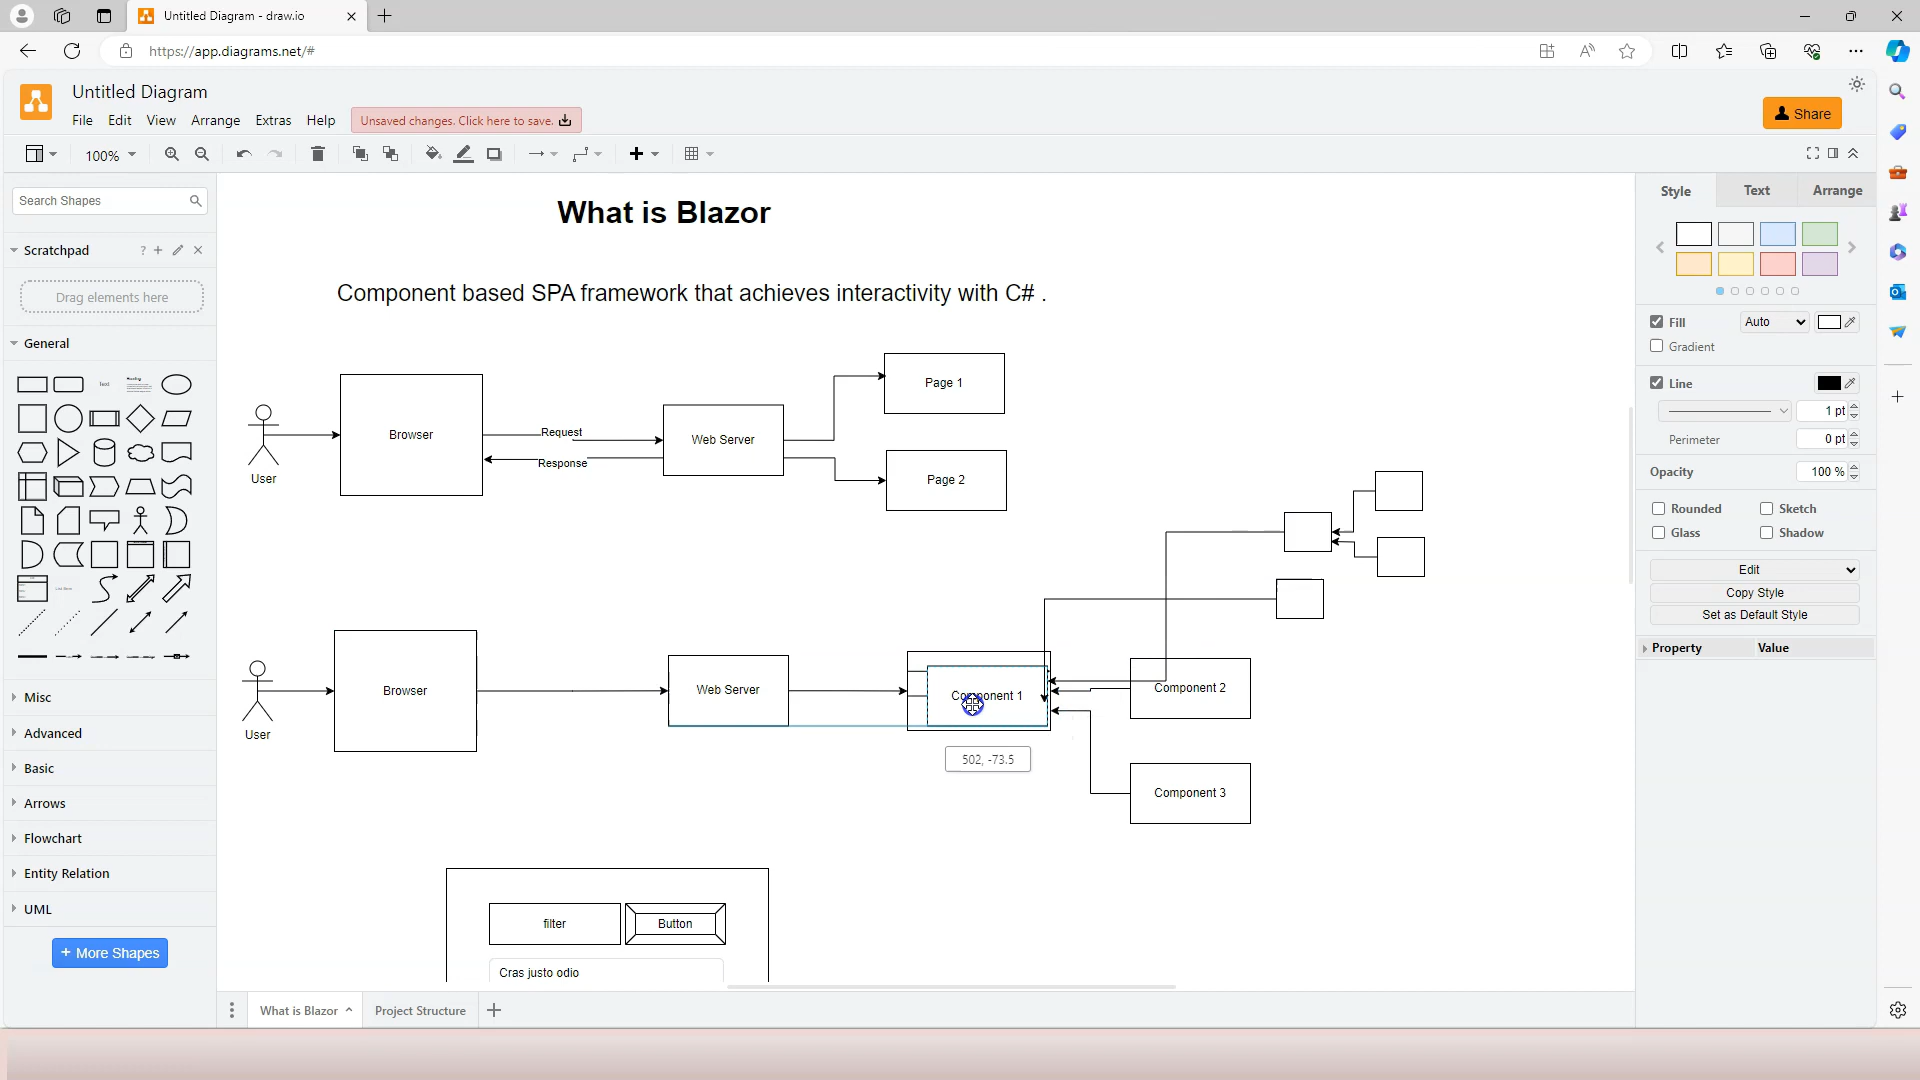 Untitled Diagram - draw.io
https://app.diagrams.net/#
Untitled Diagram
File Edit View Arrange Extras Help Unsaved changes. Click here to save.
Share
100%
Search Shapes
Scratchpad ?
Drag elements here
General
Text
Heading
Misc
Advanced
Basic
Arrows
Flowchart
Entity Relation
UML
+ More Shapes
What is Blazor
Component based SPA framework that achieves interactivity with C# .
User
Browser
Request
Response
Web Server
Page 1
Page 2
User
Browser
Web Server
Component 1
502, -73.5
Component 2
Component 3
filter
Button
Cras justo odio
What is Blazor
Project Structure
Style Text Arrange
Fill Auto
Gradient
Line
1 pt
Perimeter 0 pt
Opacity 100 %
Rounded Sketch
Glass Shadow
Edit
Copy Style
Set as Default Style
Property Value